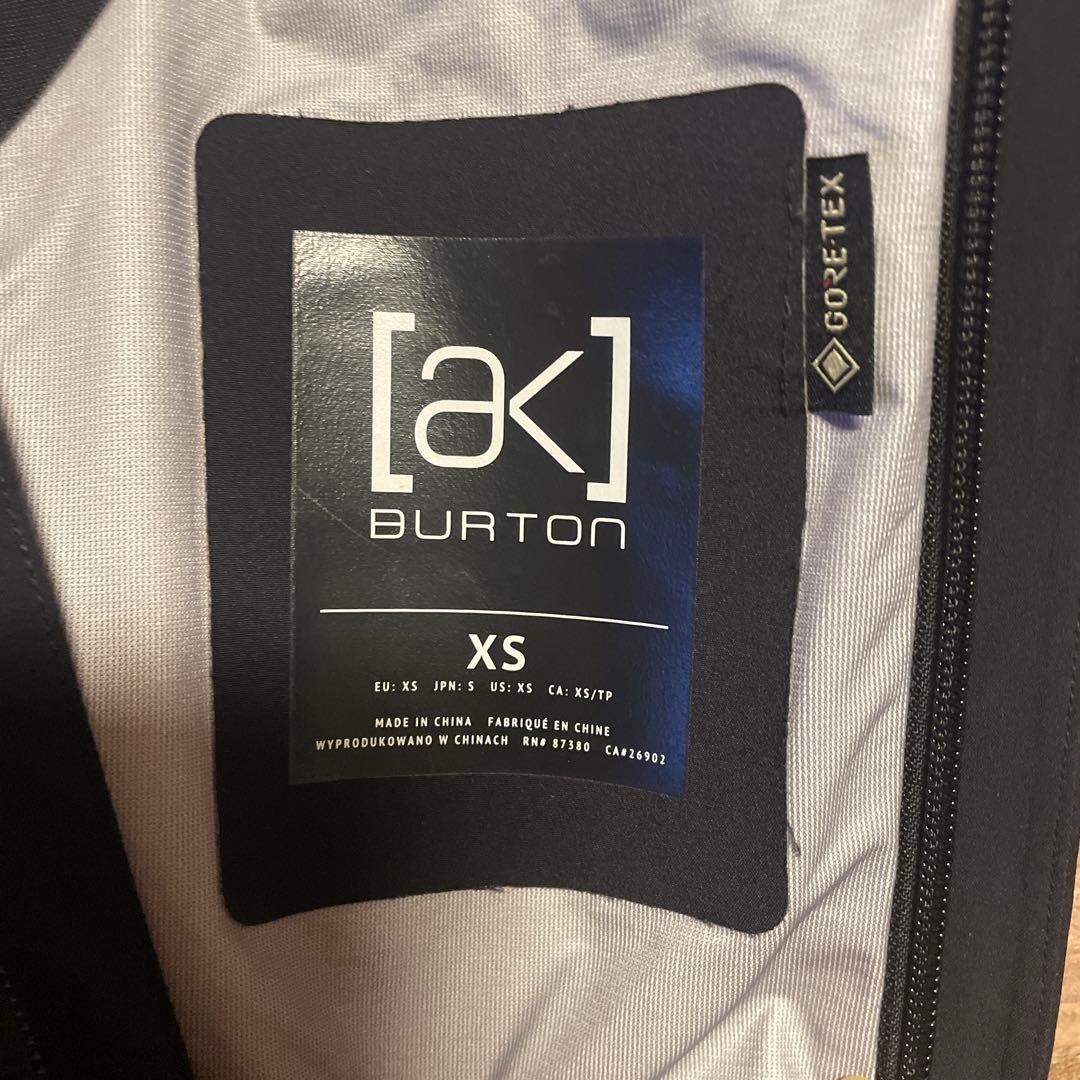 [ak]
BURTON
XS
EU: XS JPN: S US: XS CA: XS/TP
MADE IN CHINA FABRIQUÉ EN CHINE
WYPRODUKOWANO W CHINACH RN# 87380 CA#26902
GORE-TEX